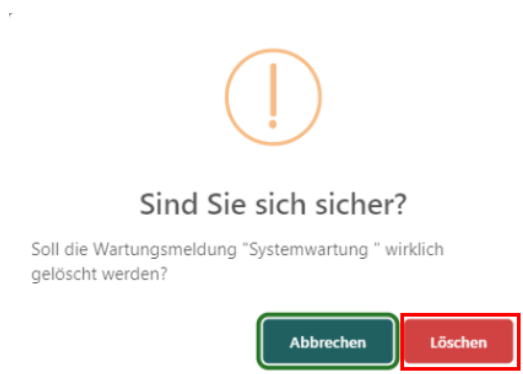 Sind Sie sich sicher?
Soll die Wartungsmeldung "Systemwartung " wirklich
gelöscht werden?
Abbrechen Löschen